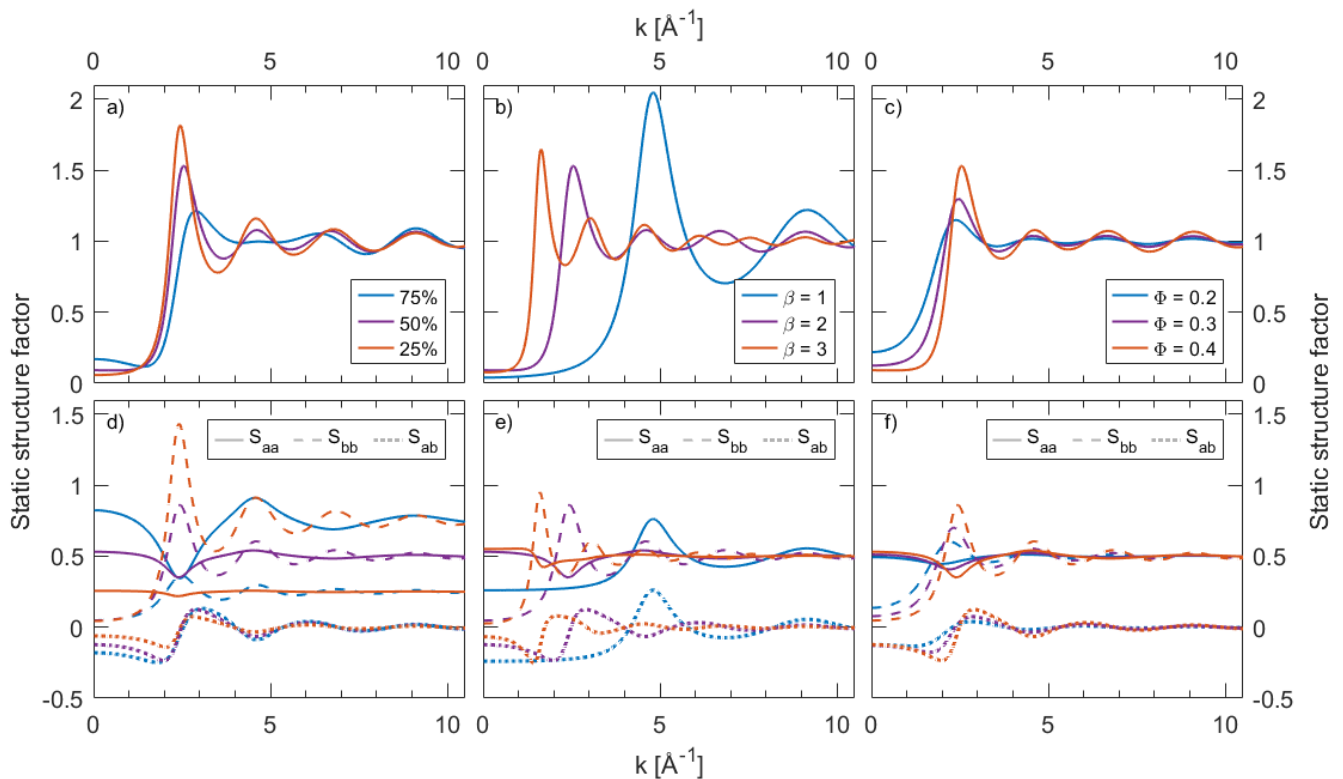 k [Å⁻¹]
0 5 10 0 5 10 0 5 10
a) b) c)
2 1.5 1 0.5 0
2 1.5 1 0.5 0
Static structure factor
Static structure factor
75%
50%
25%
β = 1
β = 2
β = 3
Φ = 0.2
Φ = 0.3
Φ = 0.4
d) e) f)
S_aa S_bb S_ab
S_aa S_bb S_ab
S_aa S_bb S_ab
1.5 1 0.5 0 -0.5
1.5 1 0.5 0 -0.5
0 5 10 0 5 10 0 5 10
k [Å⁻¹]